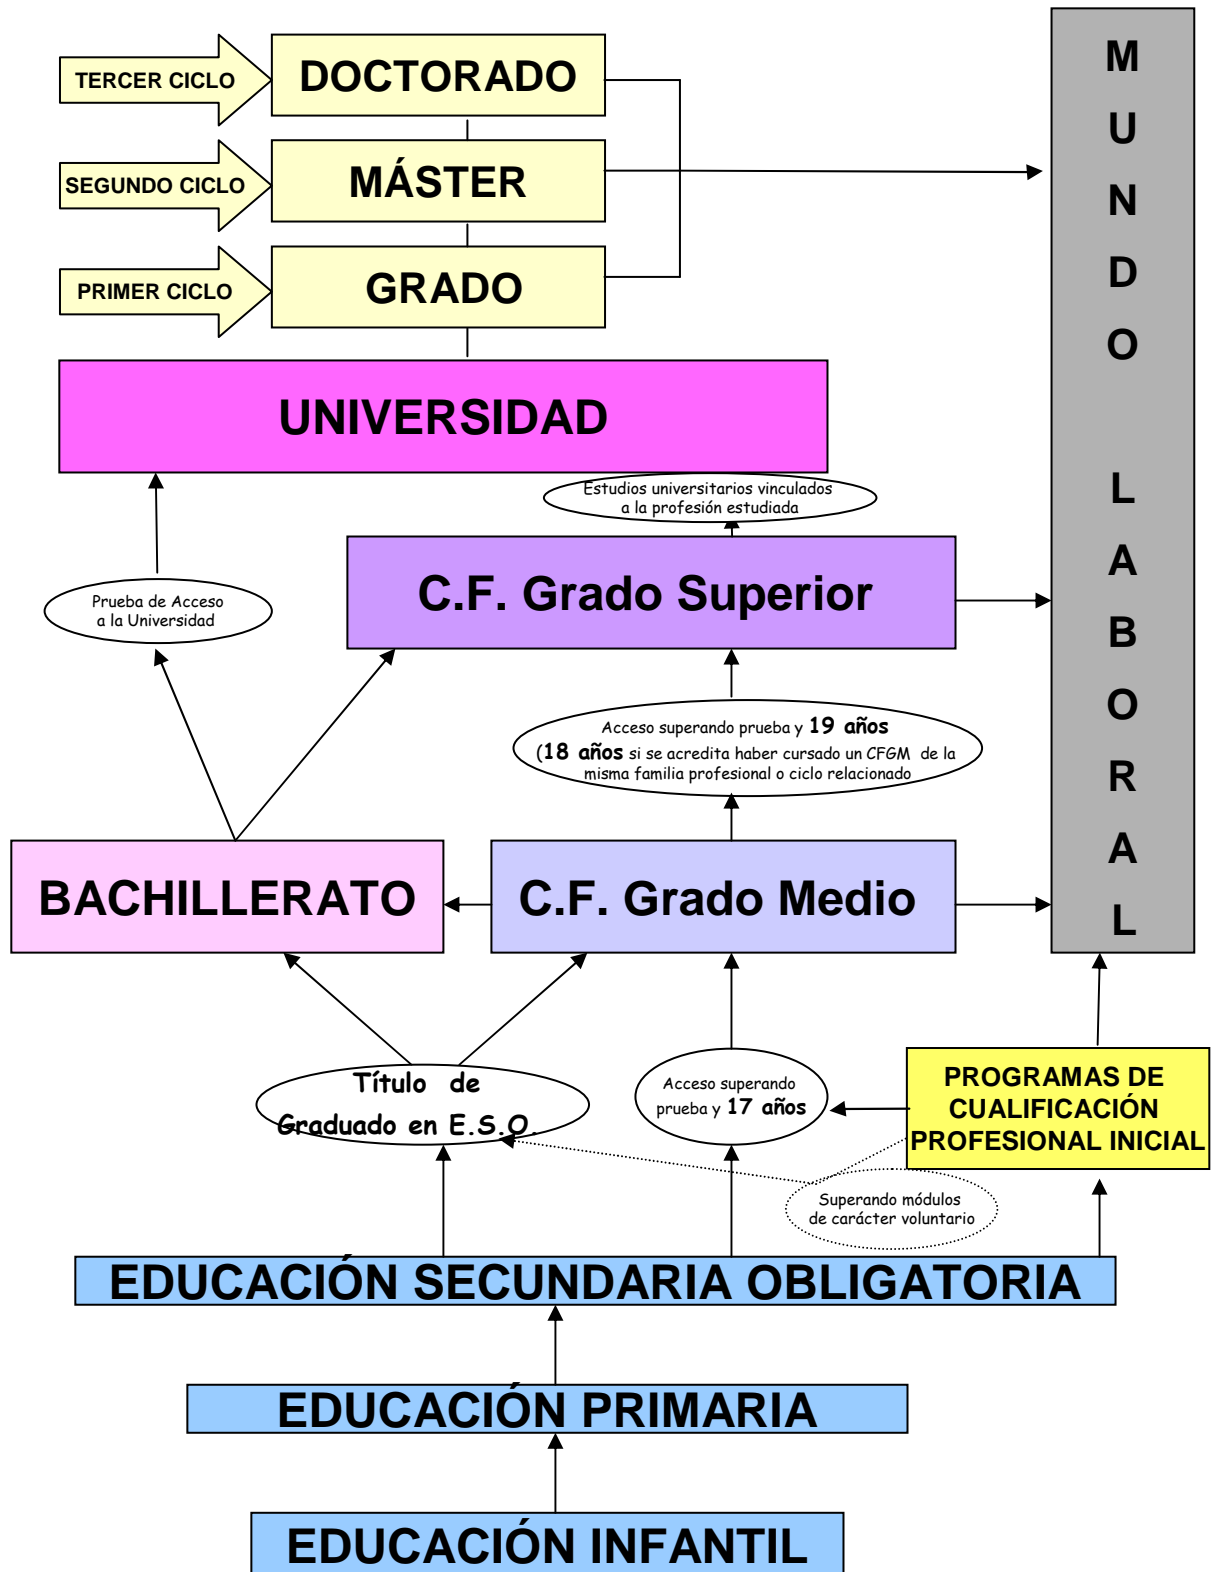 TERCER CICLO
DOCTORADO
SEGUNDO CICLO
MÁSTER
PRIMER CICLO
GRADO
UNIVERSIDAD
Estudios universitarios vinculados
a la profesión estudiada
C.F. Grado Superior
Prueba de Acceso
a la Universidad
Acceso superando prueba y 19 años
(18 años si se acredita haber cursado un CFGM de la
misma familia profesional o ciclo relacionado
BACHILLERATO
C.F. Grado Medio
MUNDO LABORAL
Título de
Graduado en E.S.O.
Acceso superando
prueba y 17 años
PROGRAMAS DE
CUALIFICACIÓN
PROFESIONAL INICIAL
Superando módulos
de carácter voluntario
EDUCACIÓN SECUNDARIA OBLIGATORIA
EDUCACIÓN PRIMARIA
EDUCACIÓN INFANTIL